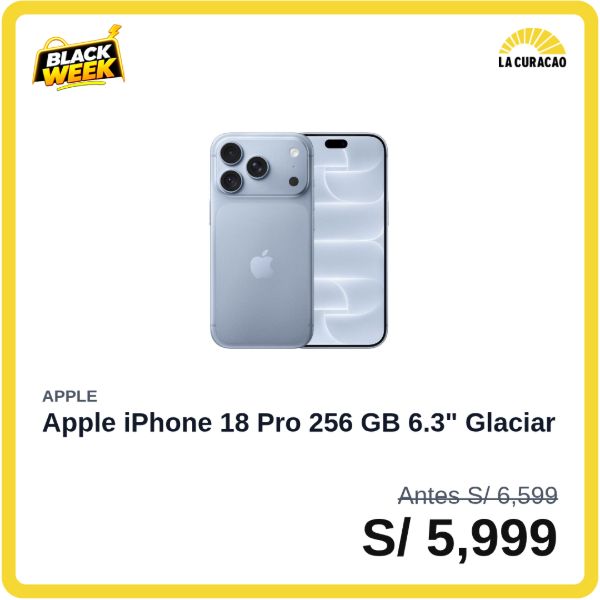 BLACK
WEEK
LA CURACAO
APPLE
Apple iPhone 18 Pro 256 GB 6.3" Glaciar
Antes S/ 6,599
S/ 5,999